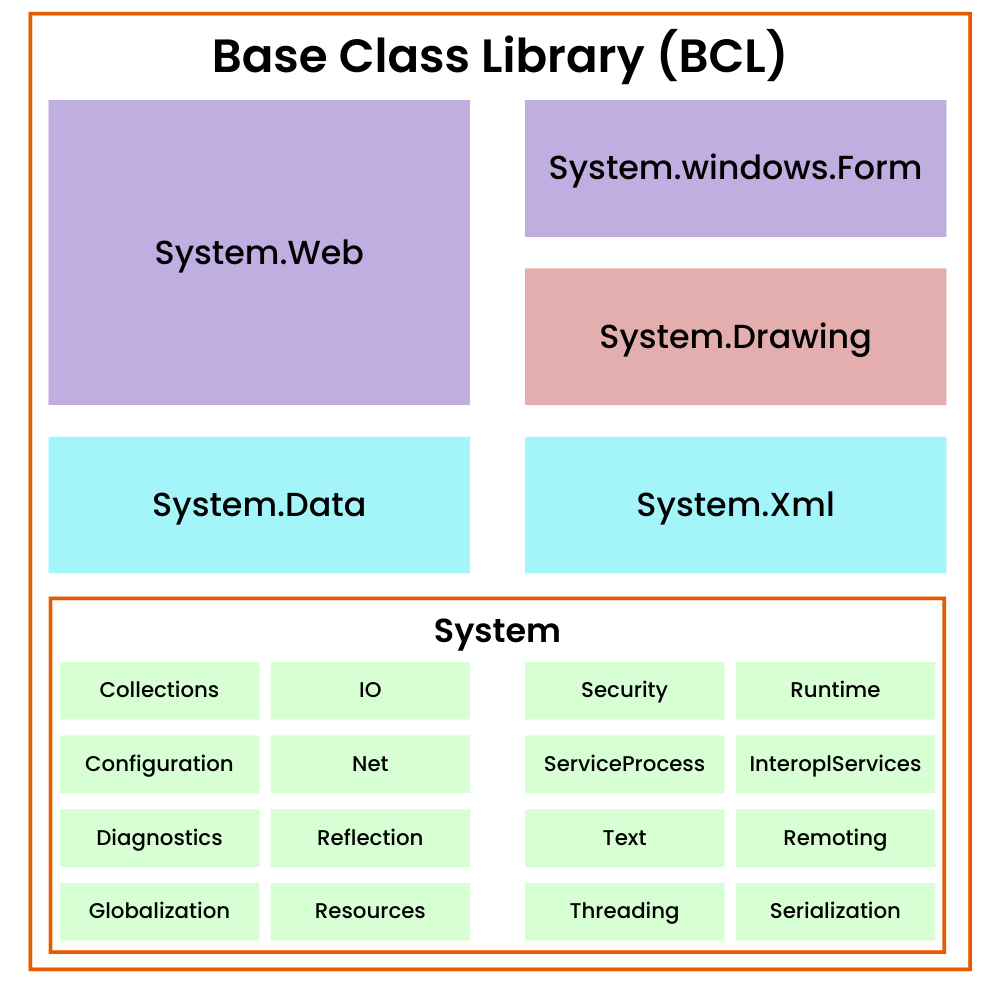 Base Class Library (BCL)
System.Web
System.windows.Form
System.Drawing
System.Data
System.Xml
System
Collections
IO
Security
Runtime
Configuration
Net
ServiceProcess
InteroplServices
Diagnostics
Reflection
Text
Remoting
Globalization
Resources
Threading
Serialization